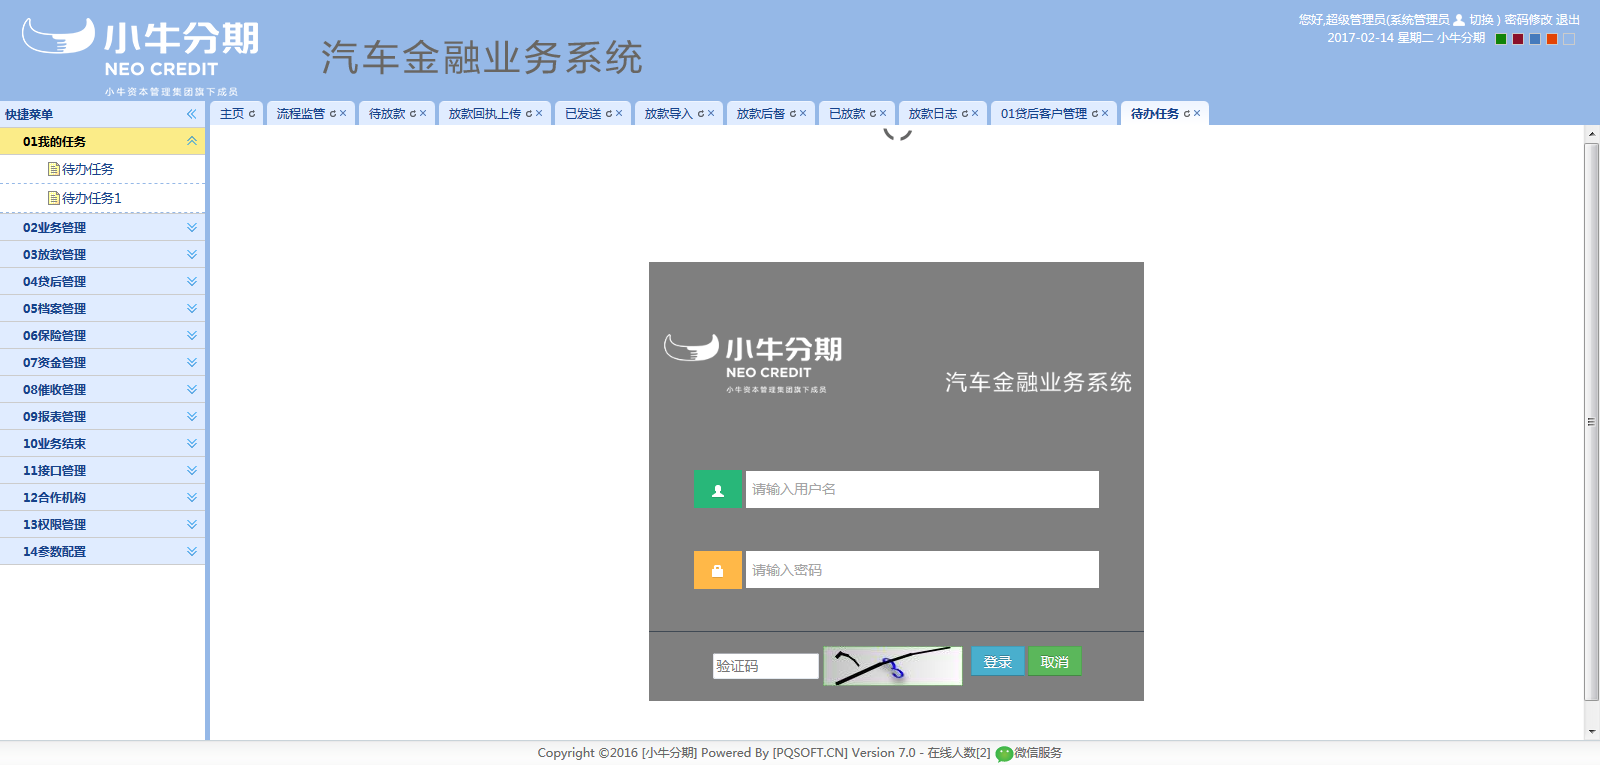 小牛分期
NEO CREDIT
小牛资本管理集团旗下成员
汽车金融业务系统
您好,超级管理员(系统管理员 切换 ) 密码修改 退出
2017-02-14 星期二 小牛分期
快捷菜单
主页 流程监管 待放款 放款回执上传 已发送 放款导入 放款后督 已放款 放款日志 01贷后客户管理 待办任务
01我的任务
待办任务
待办任务1
02业务管理
03放款管理
04贷后管理
05档案管理
06保险管理
07资金管理
08催收管理
09报表管理
10业务结束
11接口管理
12合作机构
13权限管理
14参数配置
小牛分期
NEO CREDIT
小牛资本管理集团旗下成员
汽车金融业务系统
请输入用户名
请输入密码
验证码
登录 取消
Copyright ©2016 [小牛分期] Powered By [PQSOFT.CN] Version 7.0 - 在线人数[2] 微信服务